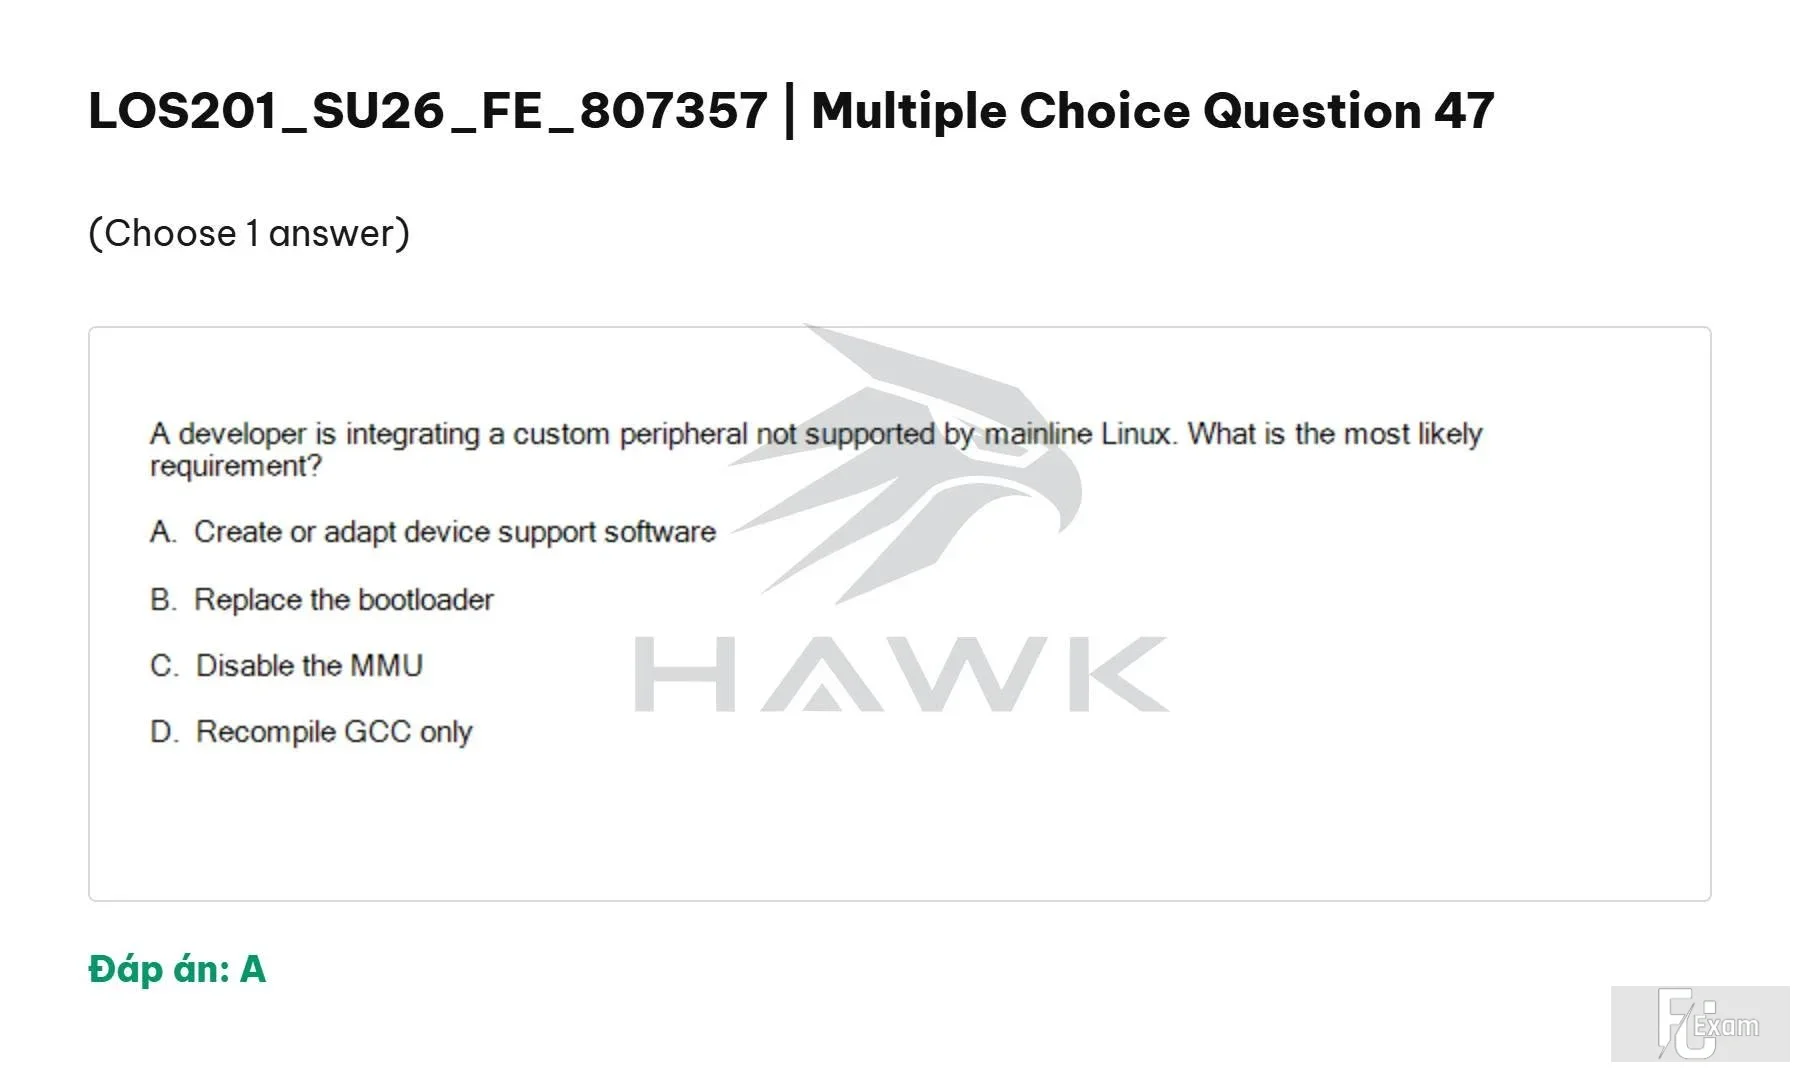 LOS201_SU26_FE_807357 | Multiple Choice Question 47
(Choose 1 answer)
A developer is integrating a custom peripheral not supported by mainline Linux. What is the most likely
requirement?
A. Create or adapt device support software
B. Replace the bootloader
C. Disable the MMU
D. Recompile GCC only
HAWK
Đáp án: A
FU Exam